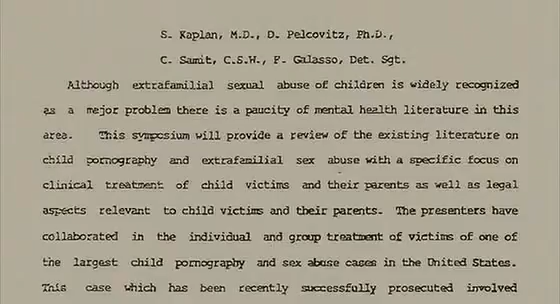 S. Kaplan, M.D., D. Pelcovitz, Ph.D.,
C. Samit, C.S.W., F. Galasso, Det. Sgt.
Although extrafamilial sexual abuse of children is widely recognized
as a major problem there is a paucity of mental health literature in this
area. This symposium will provide a review of the existing literature on
child pornography and extrafamilial sex abuse with a specific focus on
clinical treatment of child victims and their parents as well as legal
aspects relevant to child victims and their parents. The presenters have
collaborated in the individual and group treatment of victims of one of
the largest child pornography and sex abuse cases in the United States.
This case which has been recently successfully prosecuted involved